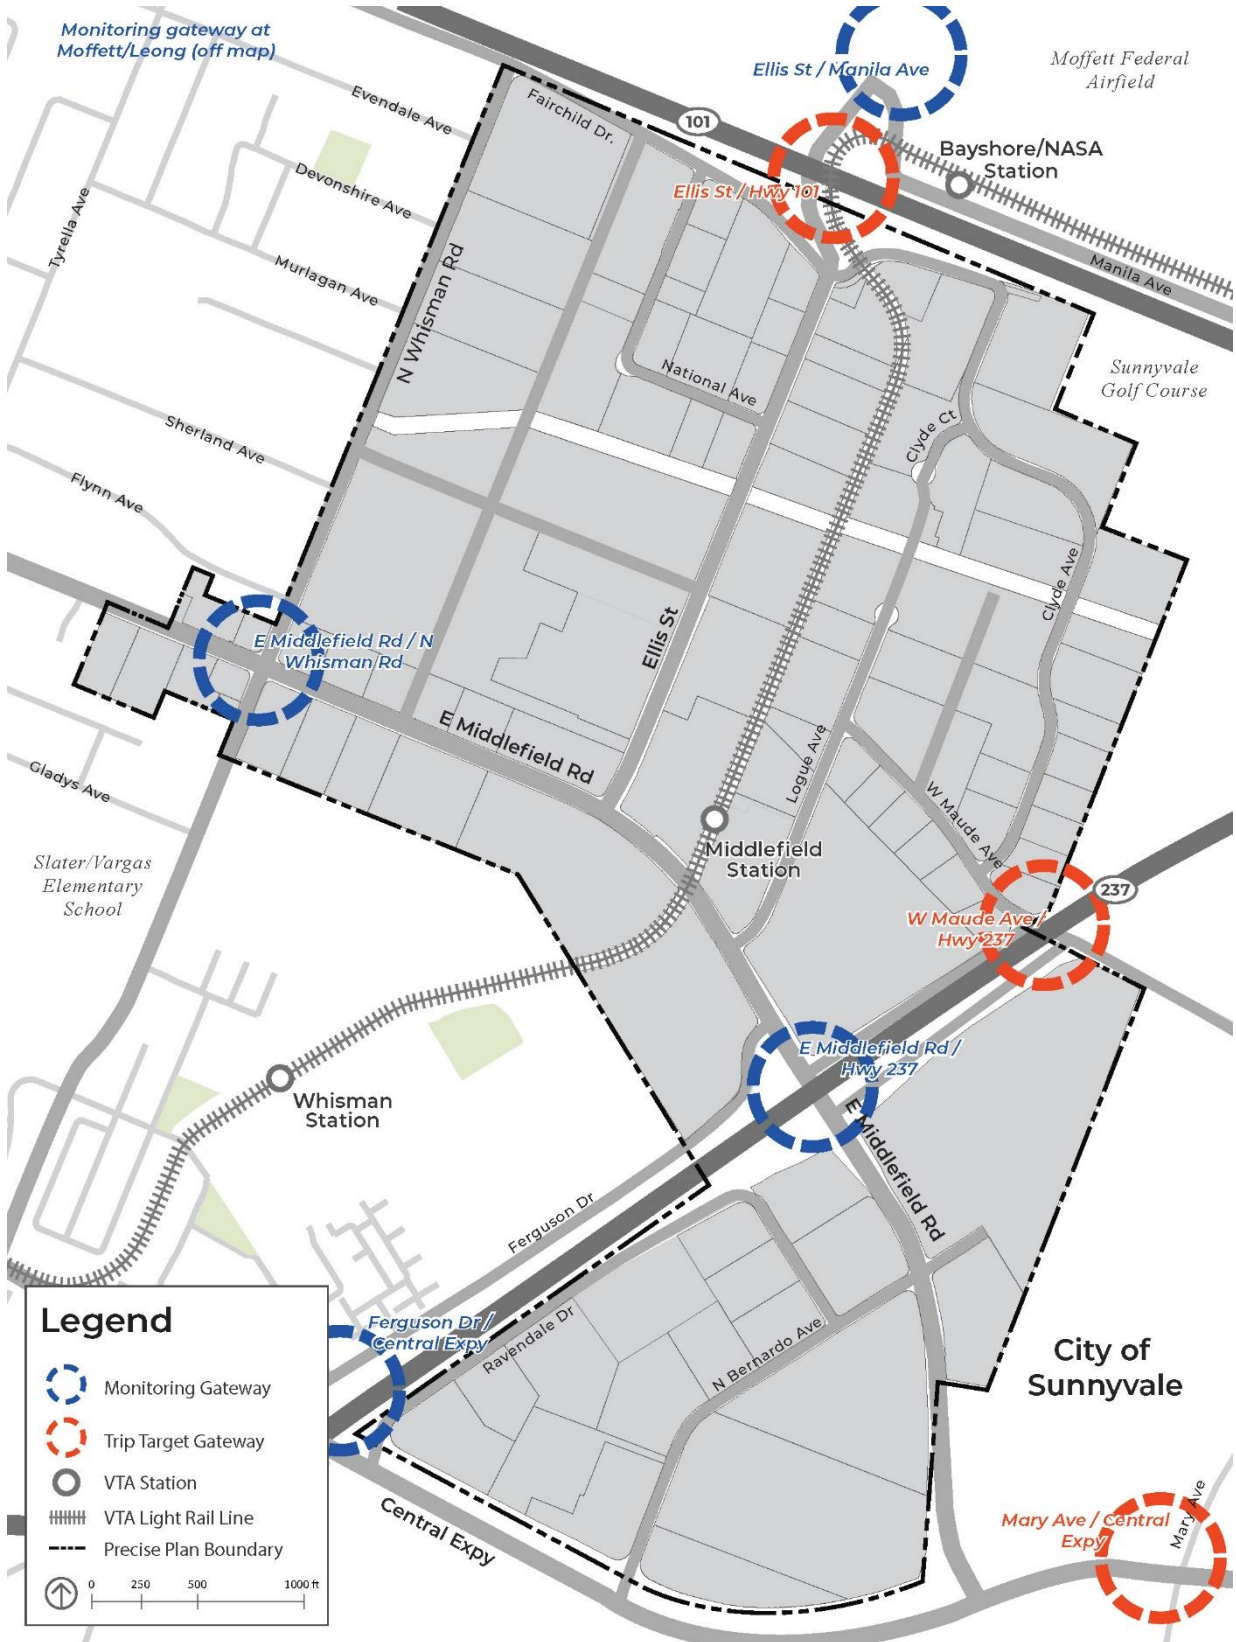 Monitoring gateway at
Moffett/Leong (off map)
Ellis St / Manila Ave
Moffett Federal
Airfield
Evendale Ave
Fairchild Dr.
101
Bayshore/NASA
Station
Devonshire Ave
Ellis St / Hwy 101
Tyrella Ave
Murlagan Ave
Manila Ave
N Whisman Rd
National Ave
Sunnyvale
Golf Course
Sherland Ave
Clyde Ct
Flynn Ave
Clyde Ave
E Middlefield Rd / N
Whisman Rd
Ellis St
E Middlefield Rd
Logue Ave
Gladys Ave
W Maude Ave
Middlefield
Station
Slater/Vargas
Elementary
School
237
W Maude Ave /
Hwy 237
E Middlefield Rd /
Hwy 237
Whisman
Station
E Middlefield Rd
Ferguson Dr
Ferguson Dr /
Central Expy
Ravendale Dr
N Bernardo Ave
City of
Sunnyvale
Central Expy
Mary Ave / Central
Expy
Mary Ave
Legend
Monitoring Gateway
Trip Target Gateway
VTA Station
VTA Light Rail Line
Precise Plan Boundary
0 250 500 1000 ft